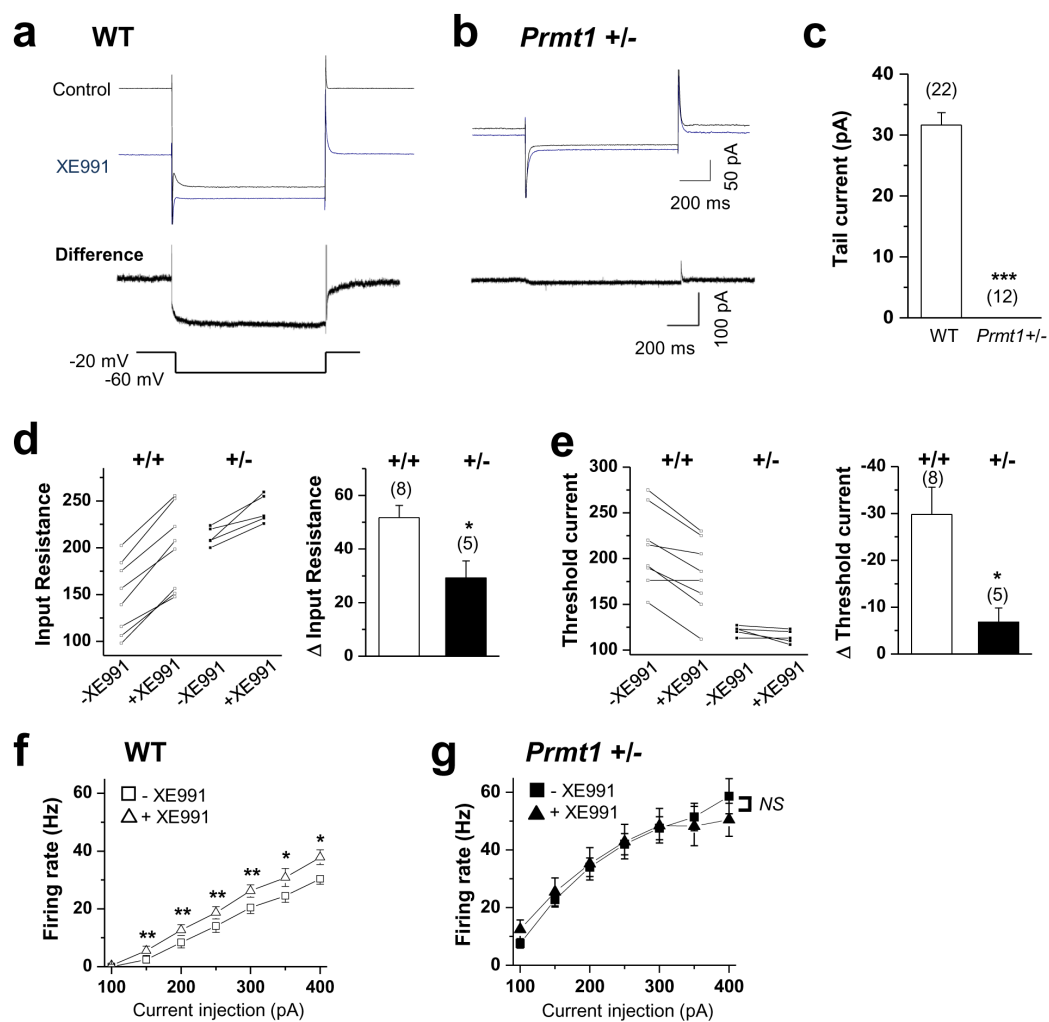 a WT
Control
XE991
Difference
-20 mV
-60 mV
b Prmt1 +/-
50 pA
200 ms
100 pA
200 ms
c
Tail current (pA)
40
30
20
10
0
(22)
***
(12)
WT Prmt1+/-
d
+/+ +/-
Input Resistance
250
200
150
100
-XE991 +XE991 -XE991 +XE991
+/+ +/-
Δ Input Resistance
60
40
20
0
(8)
*
(5)
e
+/+ +/-
Threshold current
300
250
200
150
100
-XE991 +XE991 -XE991 +XE991
+/+ +/-
Δ Threshold current
-40
-30
-20
-10
0
(8)
*
(5)
f WT
Firing rate (Hz)
60
40
20
0
- XE991
+ XE991
** ** ** ** * *
100 200 300 400
Current injection (pA)
g Prmt1 +/-
Firing rate (Hz)
60
40
20
0
- XE991
+ XE991
NS
100 200 300 400
Current injection (pA)